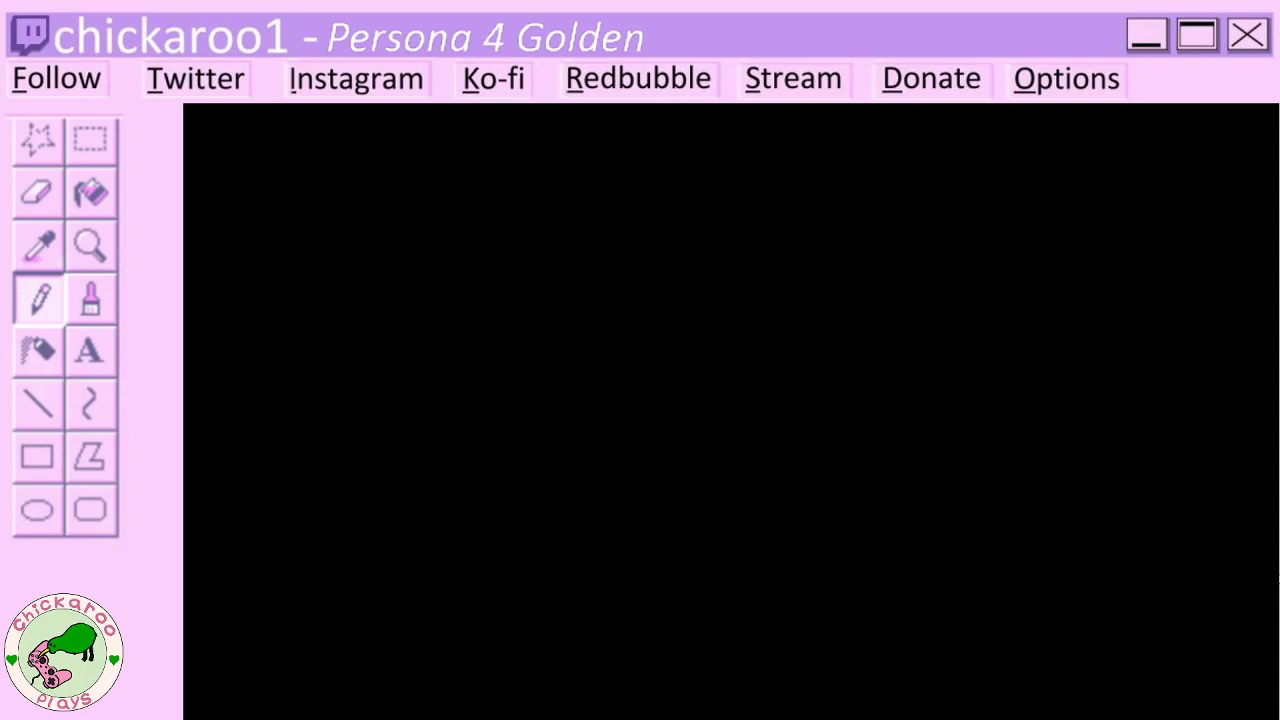 chickaroo1 - Persona 4 Golden
Follow Twitter Instagram Ko-fi Redbubble Stream Donate Options
A
Chickaroo
plays